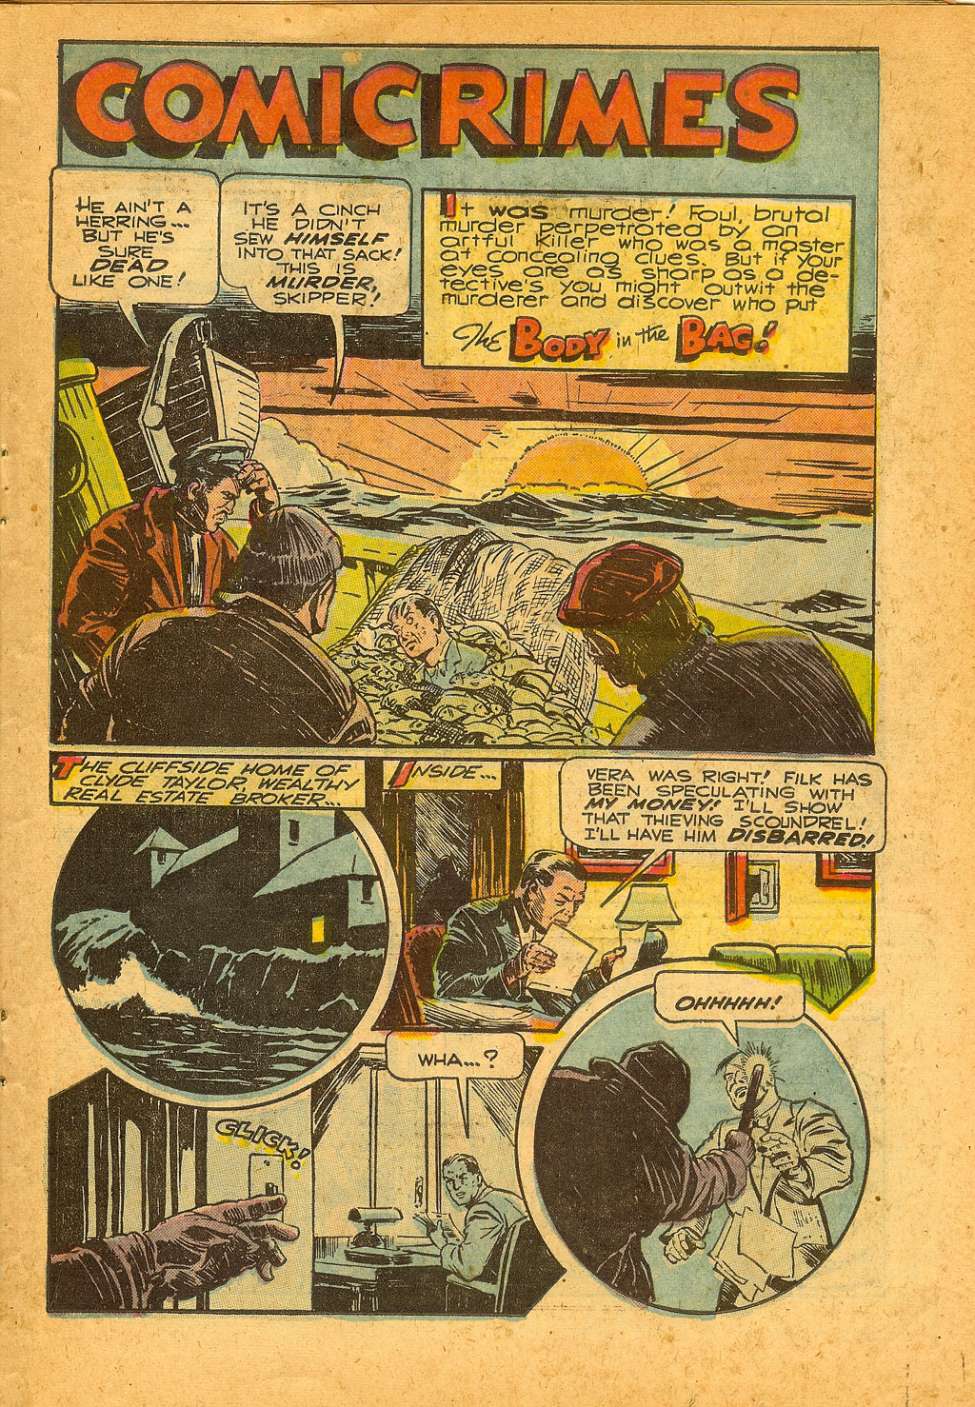 COMICRIMES
HE AIN'T A
HERRING...
BUT HE'S
SURE
DEAD
LIKE ONE!
IT'S A CINCH
HE DIDN'T
SEW HIMSELF
INTO THAT SACK!
THIS IS
MURDER,
SKIPPER!
It was murder! Foul, brutal
murder perpetrated by an
artful killer who was a master
at concealing clues. But if your
eyes are as sharp as a de-
tective's you might outwit the
murderer and discover who put
The BODY in the BAG!
THE CLIFFSIDE HOME OF
CLYDE TAYLOR, WEALTHY
REAL ESTATE BROKER...
INSIDE...
VERA WAS RIGHT! FILK HAS
BEEN SPECULATING WITH
MY MONEY! I'LL SHOW
THAT THIEVING SCOUNDREL!
I'LL HAVE HIM DISBARRED!
CLICK!
WHA...?
OHHHHH!